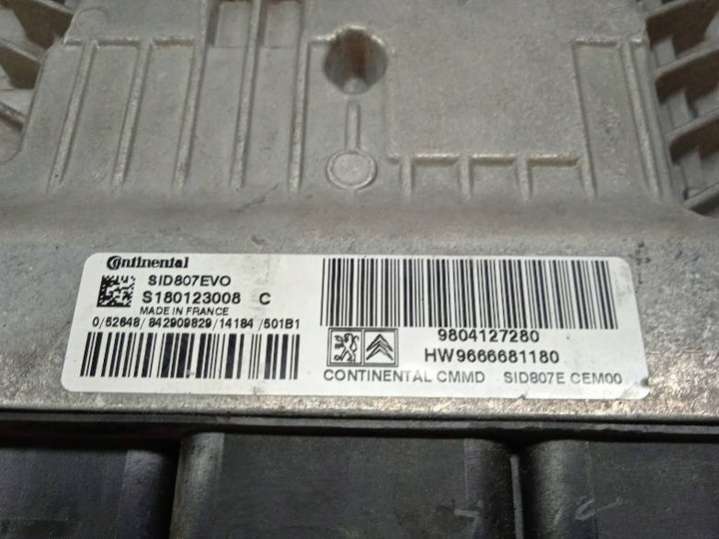 Continental
SID807EVO
S180123008 C
MADE IN FRANCE
0/52648/842909829/14184/501B1
9804127280
HW9666681180
CONTINENTAL CMMD SID807E CEM00